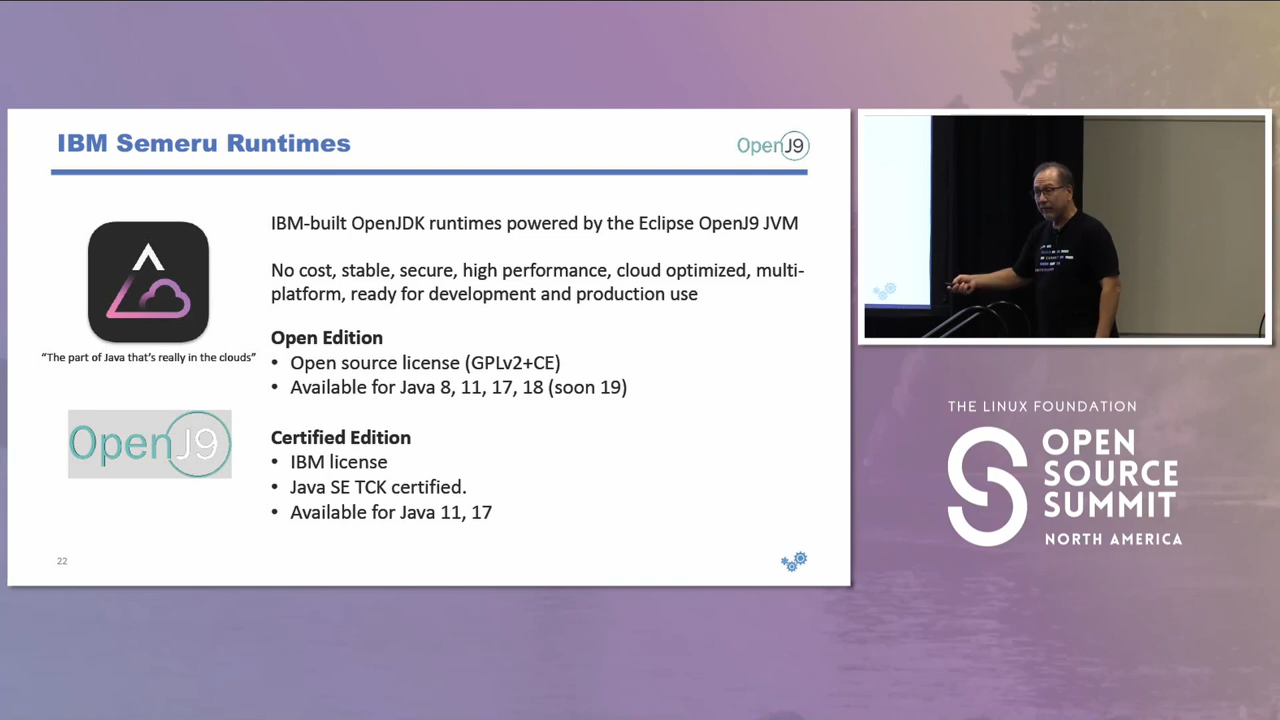 IBM Semeru Runtimes
OpenJ9
IBM-built OpenJDK runtimes powered by the Eclipse OpenJ9 JVM
No cost, stable, secure, high performance, cloud optimized, multi-
platform, ready for development and production use
"The part of Java that's really in the clouds"
Open Edition
• Open source license (GPLv2+CE)
• Available for Java 8, 11, 17, 18 (soon 19)
OpenJ9
Certified Edition
• IBM license
• Java SE TCK certified.
• Available for Java 11, 17
22
THE LINUX FOUNDATION
OPEN
SOURCE
SUMMIT
NORTH AMERICA